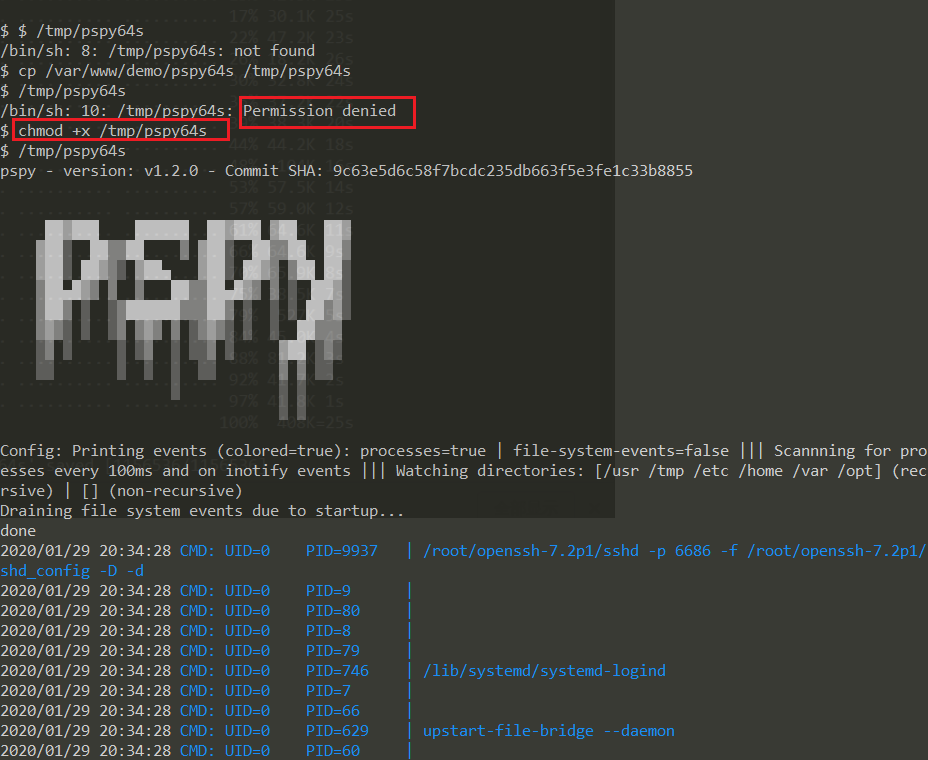 $ $ /tmp/pspy64s
/bin/sh: 8: /tmp/pspy64s: not found
$ cp /var/www/demo/pspy64s /tmp/pspy64s
$ /tmp/pspy64s
/bin/sh: 10: /tmp/pspy64s: Permission denied
$ chmod +x /tmp/pspy64s
$ /tmp/pspy64s
pspy - version: v1.2.0 - Commit SHA: 9c63e5d6c58f7bcdc235db663f5e3fe1c33b8855
PSPY
Config: Printing events (colored=true): processes=true | file-system-events=false ||| Scannning for pro
esses every 100ms and on inotify events ||| Watching directories: [/usr /tmp /etc /home /var /opt] (rec
rsive) | [] (non-recursive)
Draining file system events due to startup...
done
2020/01/29 20:34:28 CMD: UID=0 PID=9937 | /root/openssh-7.2p1/sshd -p 6686 -f /root/openssh-7.2p1/
shd_config -D -d
2020/01/29 20:34:28 CMD: UID=0 PID=9 |
2020/01/29 20:34:28 CMD: UID=0 PID=80 |
2020/01/29 20:34:28 CMD: UID=0 PID=8 |
2020/01/29 20:34:28 CMD: UID=0 PID=79 |
2020/01/29 20:34:28 CMD: UID=0 PID=746 | /lib/systemd/systemd-logind
2020/01/29 20:34:28 CMD: UID=0 PID=7 |
2020/01/29 20:34:28 CMD: UID=0 PID=66 |
2020/01/29 20:34:28 CMD: UID=0 PID=629 | upstart-file-bridge --daemon
2020/01/29 20:34:28 CMD: UID=0 PID=60 |